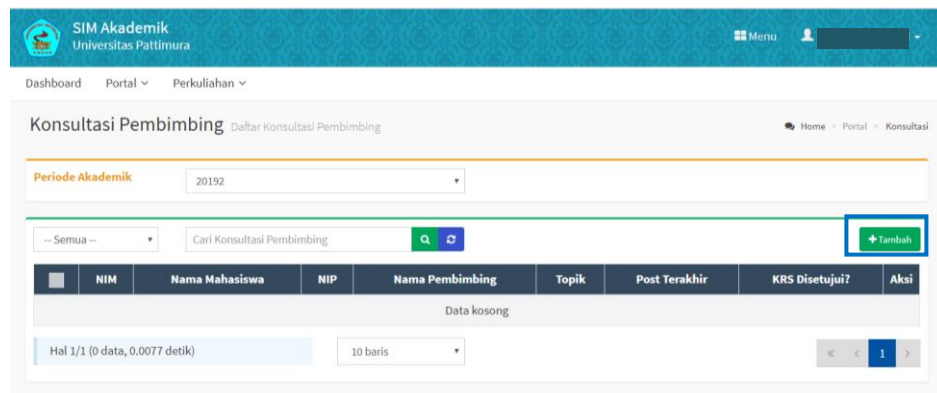 SIM Akademik
Universitas Pattimura
Menu
Dashboard Portal Perkuliahan
Konsultasi Pembimbing Daftar Konsultasi Pembimbing
Home > Portal > Konsultasi
Periode Akademik 20192
-- Semua -- Cari Konsultasi Pembimbing +Tambah
NIM Nama Mahasiswa NIP Nama Pembimbing Topik Post Terakhir KRS Disetujui? Aksi
Data kosong
Hal 1/1 (0 data, 0.0077 detik) 10 baris « < 1 >